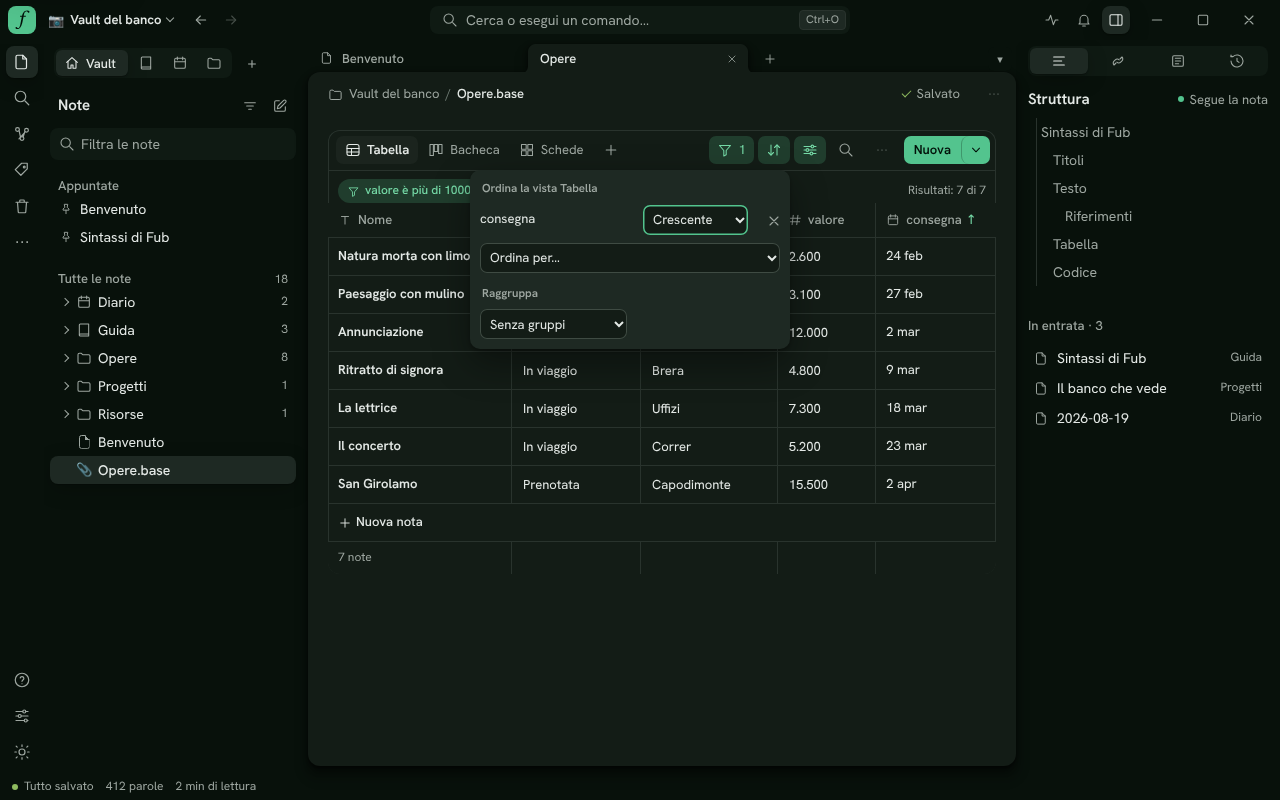 f Vault del banco
Cerca o esegui un comando...
Ctrl+O
Vault
Benvenuto
Opere
Vault del banco / Opere.base
Salvato
Note
Filtra le note
Appuntate
Benvenuto
Sintassi di Fub
Tutte le note 18
Diario 2
Guida 3
Opere 8
Progetti 1
Risorse 1
Benvenuto
Opere.base
Tabella
Bacheca
Schede
1
Nuova
valore è più di 1000
Risultati: 7 di 7
Ordina la vista Tabella
consegna
Crescente
Ordina per...
Raggruppa
Senza gruppi
Nome valore consegna ↑
Natura morta con limo 2.600 24 feb
Paesaggio con mulino 3.100 27 feb
Annunciazione 12.000 2 mar
Ritratto di signora In viaggio Brera 4.800 9 mar
La lettrice In viaggio Uffizi 7.300 18 mar
Il concerto In viaggio Correr 5.200 23 mar
San Girolamo Prenotata Capodimonte 15.500 2 apr
Nuova nota
7 note
Struttura
Segue la nota
Sintassi di Fub
Titoli
Testo
Riferimenti
Tabella
Codice
In entrata · 3
Sintassi di Fub Guida
Il banco che vede Progetti
2026-08-19 Diario
Tutto salvato 412 parole 2 min di lettura